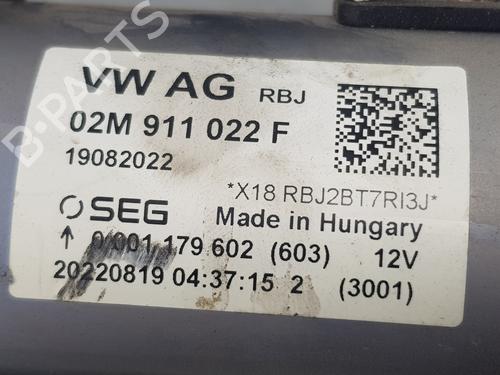 VW AG RBJ
02M 911 022 F
19082022
*X18 RBJ2BT7RI3J*
SEG Made in Hungary
↑ 0 001 179 602 (603) 12V
20220819 04:37:15 2 (3001)